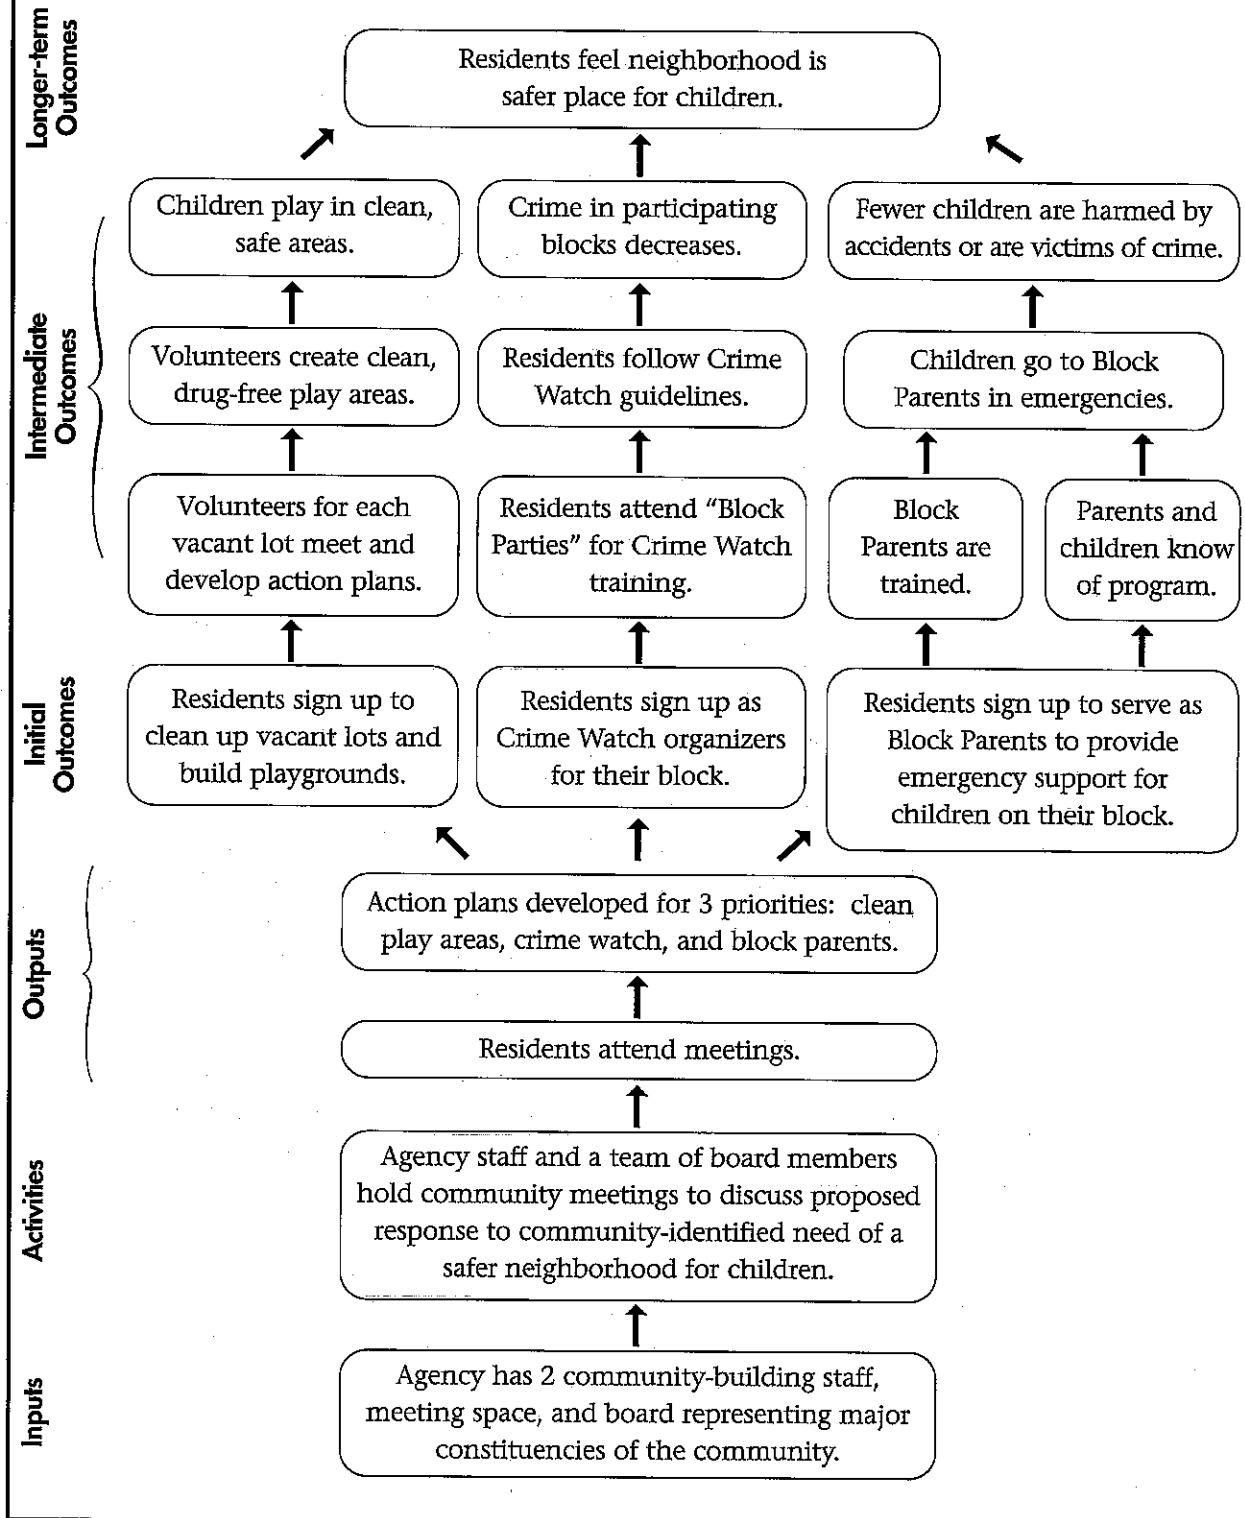 Longer-term
Outcomes
Residents feel neighborhood is
safer place for children.
Intermediate
Outcomes
Children play in clean,
safe areas.
Crime in participating
blocks decreases.
Fewer children are harmed by
accidents or are victims of crime.
Volunteers create clean,
drug-free play areas.
Residents follow Crime
Watch guidelines.
Children go to Block
Parents in emergencies.
Volunteers for each
vacant lot meet and
develop action plans.
Residents attend “Block
Parties” for Crime Watch
training.
Block
Parents are
trained.
Parents and
children know
of program.
Initial
Outcomes
Residents sign up to
clean up vacant lots and
build playgrounds.
Residents sign up as
Crime Watch organizers
for their block.
Residents sign up to serve as
Block Parents to provide
emergency support for
children on their block.
Outputs
Action plans developed for 3 priorities: clean
play areas, crime watch, and block parents.
Residents attend meetings.
Activities
Agency staff and a team of board members
hold community meetings to discuss proposed
response to community-identified need of a
safer neighborhood for children.
Inputs
Agency has 2 community-building staff,
meeting space, and board representing major
constituencies of the community.